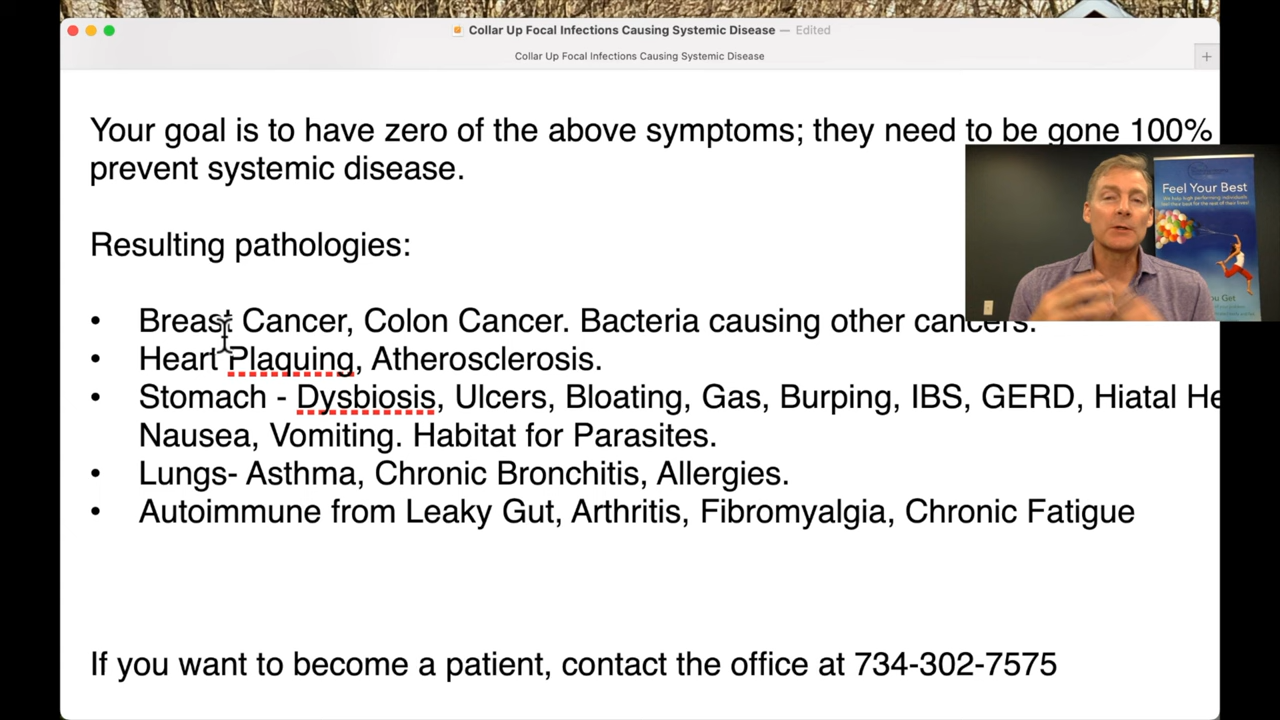 Collar Up Focal Infections Causing Systemic Disease — Edited
Collar Up Focal Infections Causing Systemic Disease
Your goal is to have zero of the above symptoms; they need to be gone 100%
prevent systemic disease.
Feel Your Best
Resulting pathologies:
• Breast Cancer, Colon Cancer. Bacteria causing other cancers.
• Heart Plaquing, Atherosclerosis.
• Stomach - Dysbiosis, Ulcers, Bloating, Gas, Burping, IBS, GERD, Hiatal He
Nausea, Vomiting. Habitat for Parasites.
• Lungs- Asthma, Chronic Bronchitis, Allergies.
• Autoimmune from Leaky Gut, Arthritis, Fibromyalgia, Chronic Fatigue
If you want to become a patient, contact the office at 734-302-7575